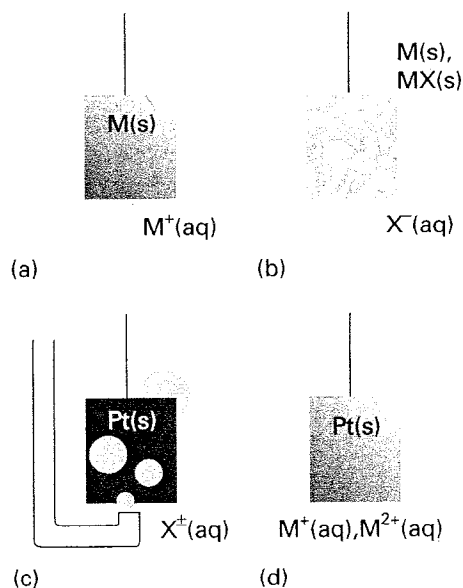 M(s)
M(s),
MX(s)
M⁺(aq)
X⁻(aq)
(a)
(b)
Pt(s)
Pt(s)
X±(aq)
M⁺(aq),M²⁺(aq)
(c)
(d)